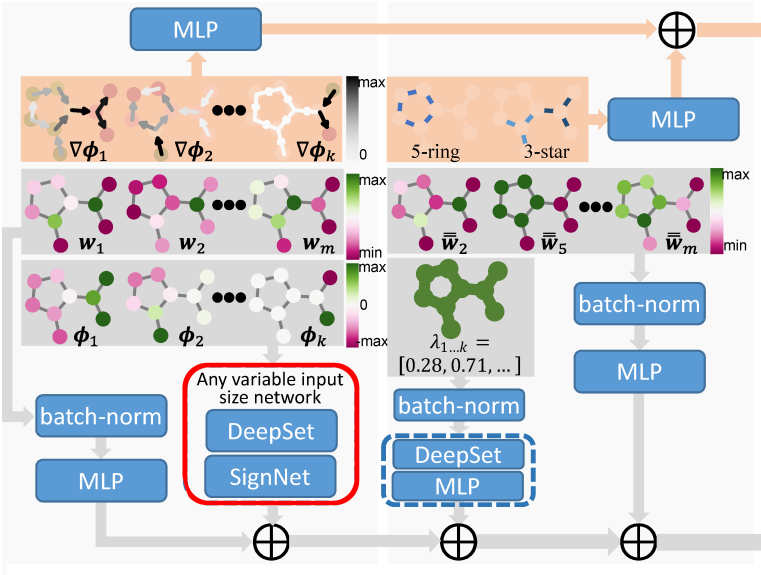 MLP
max
0
∇ϕ₁
∇ϕ₂
∇ϕₖ
5-ring
3-star
MLP
max
min
w₁
w₂
wₘ
max
min
w̿₂
w̿₅
w̿ₘ
max
0
-max
ϕ₁
ϕ₂
ϕₖ
λ₁…ₖ =
[0.28, 0.71, … ]
batch-norm
MLP
Any variable input
size network
DeepSet
SignNet
batch-norm
MLP
batch-norm
DeepSet
MLP